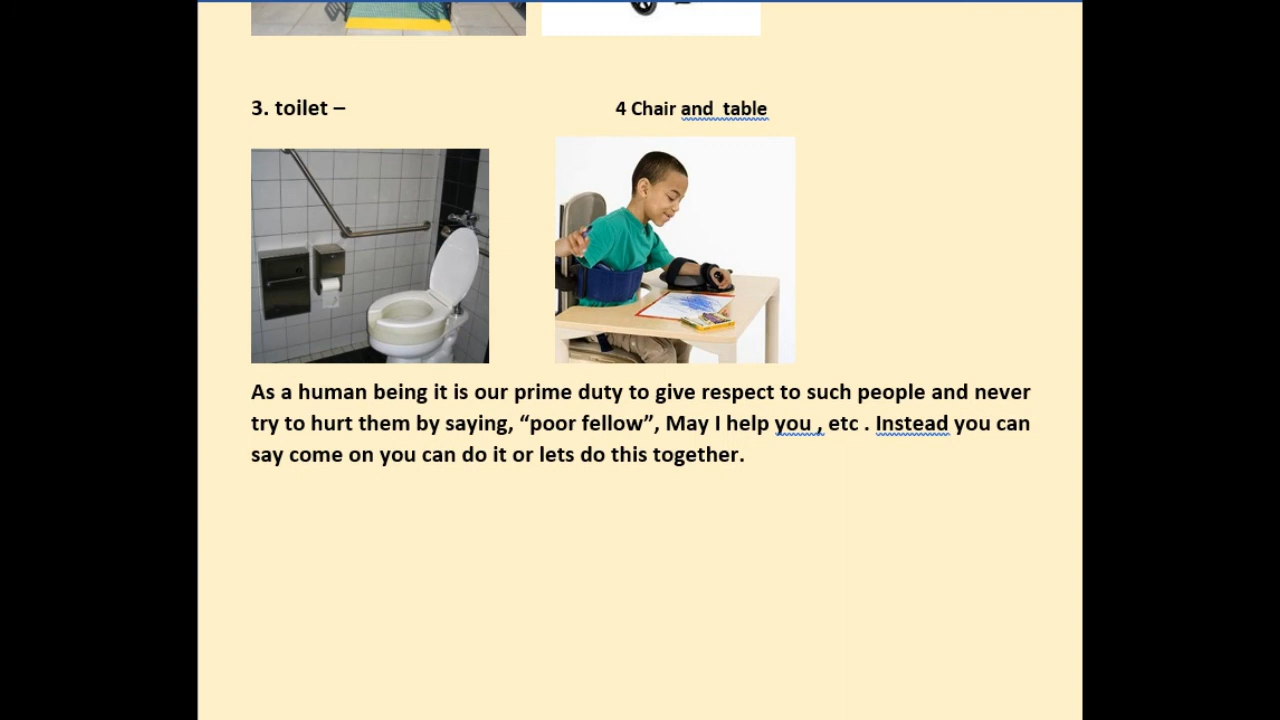 3. toilet –
4 Chair and  table
As a human being it is our prime duty to give respect to such people and never
try to hurt them by saying, “poor fellow”, May I help you , etc . Instead you can
say come on you can do it or lets do this together.